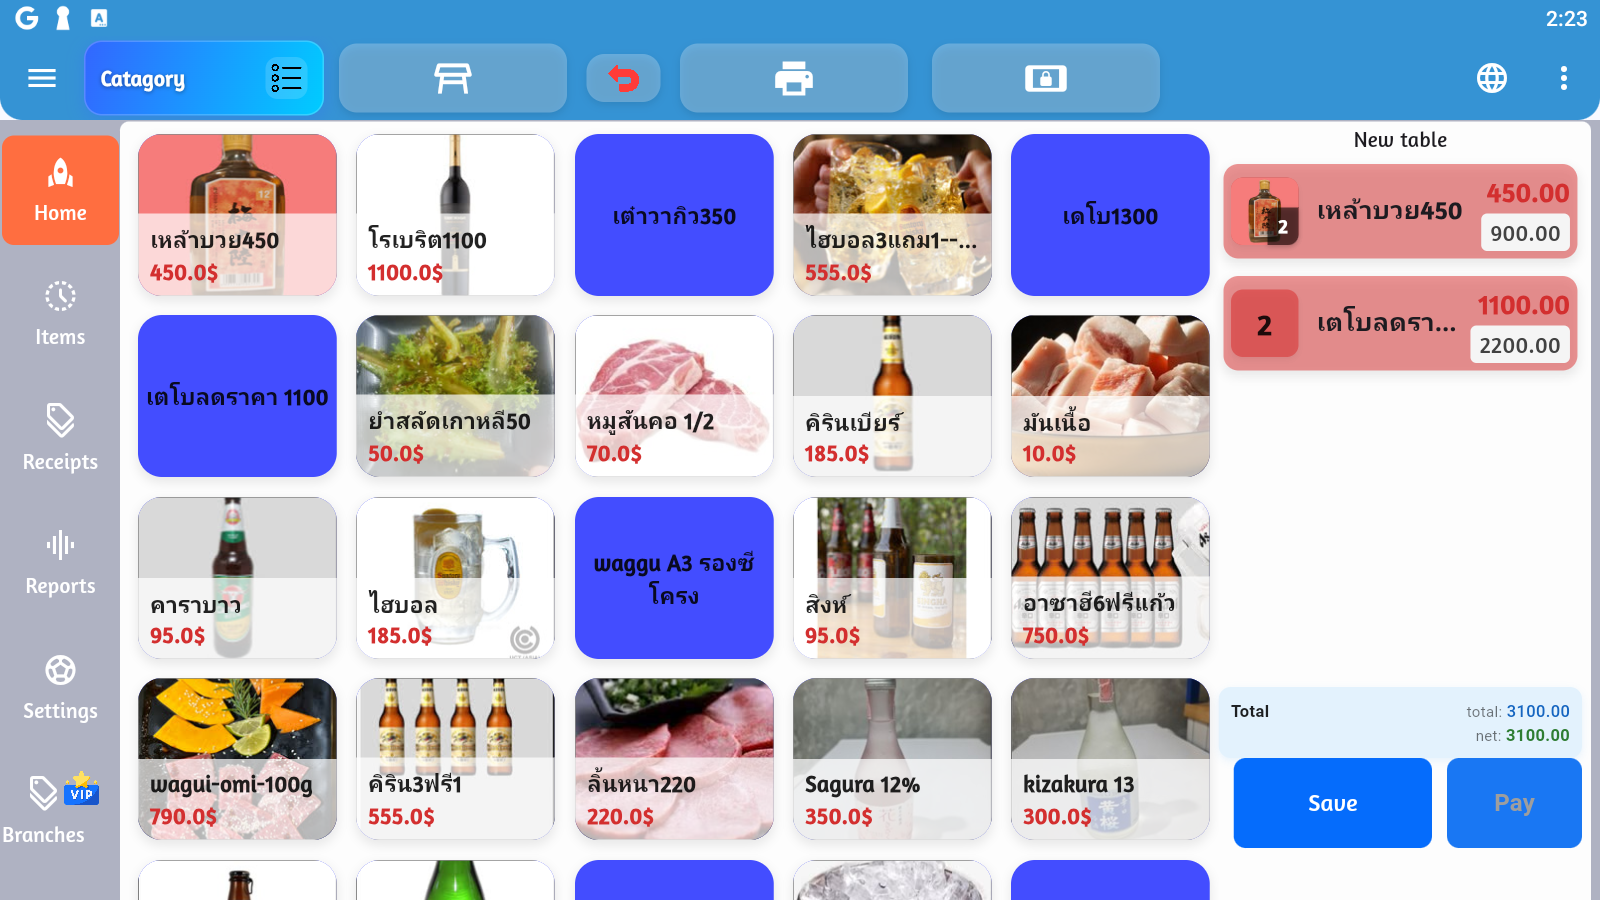 2:23
Catagory
Home
Items
Receipts
Reports
Settings
VIP
Branches
เหล้าบวย450
450.0$
โรเบริต1100
1100.0$
เต๋าวากิว350
ไฮบอล3แถม1--...
555.0$
เดโบ1300
เตโบลดราคา 1100
ยำสลัดเกาหลี50
50.0$
หมูสันคอ 1/2
70.0$
คิรินเบียร์
185.0$
มันเนื้อ
10.0$
คาราบาว
95.0$
ไฮบอล
185.0$
waggu A3 รองซี่
โครง
สิงห์
95.0$
อาซาฮี6ฟรีแก้ว
750.0$
wagui-omi-100g
790.0$
คิริน3ฟรี1
555.0$
ลิ้นหนา220
220.0$
Sagura 12%
350.0$
kizakura 13
300.0$
New table
2
เหล้าบวย450
450.00
900.00
2
เตโบลดรา...
1100.00
2200.00
Total
total: 3100.00
net: 3100.00
Save
Pay